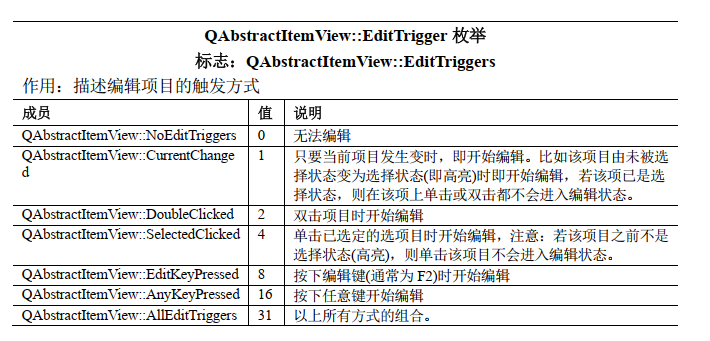 QAbstractItemView::EditTrigger 枚举
标志：QAbstractItemView::EditTriggers
作用：描述编辑项目的触发方式
成员 值 说明
QAbstractItemView::NoEditTriggers 0 无法编辑
QAbstractItemView::CurrentChange 1 只要当前项目发生变时，即开始编辑。比如该项目由未被选
d 择状态变为选择状态(即高亮)时即开始编辑，若该项已是选
择状态，则在该项上单击或双击都不会进入编辑状态。
QAbstractItemView::DoubleClicked 2 双击项目时开始编辑
QAbstractItemView::SelectedClicked 4 单击已选定的选项目时开始编辑，注意：若该项目之前不是
选择状态(高亮)，则单击该项目不会进入编辑状态。
QAbstractItemView::EditKeyPressed 8 按下编辑键(通常为 F2)时开始编辑
QAbstractItemView::AnyKeyPressed 16 按下任意键开始编辑
QAbstractItemView::AllEditTriggers 31 以上所有方式的组合。